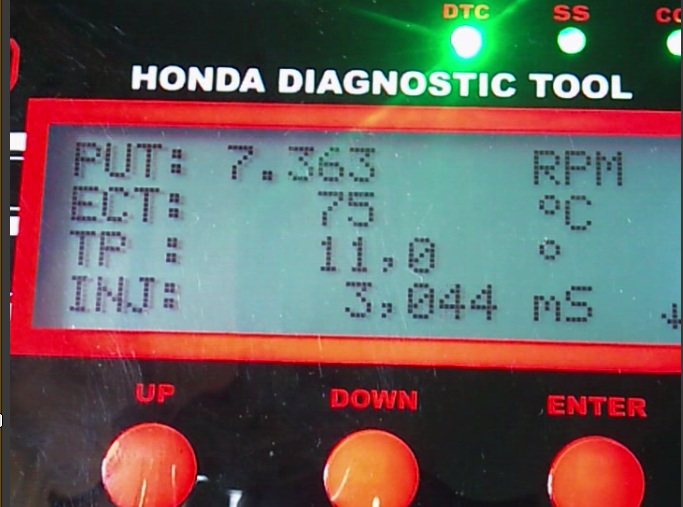 DTC SS
HONDA DIAGNOSTIC TOOL
PUT: 7.363 RPM
ECT: 75 °C
TP : 11,0 °
INJ: 3,044 mS ↓
UP DOWN ENTER